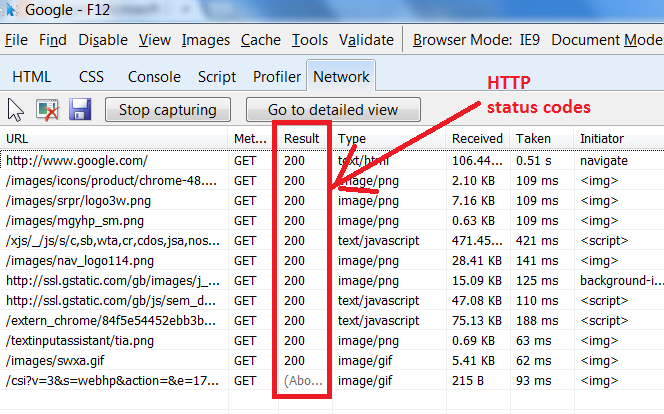 Google - F12
File Find Disable View Images Cache Tools Validate Browser Mode: IE9 Document Mode:
HTML CSS Console Script Profiler Network
Stop capturing Go to detailed view
HTTP
status codes
URL Met... Result Type Received Taken Initiator
http://www.google.com/ GET 200 text/html 106.44... 0.51 s navigate
/images/icons/product/chrome-48.... GET 200 image/png 2.10 KB 109 ms <img>
/images/srpr/logo3w.png GET 200 image/png 7.16 KB 109 ms <img>
/images/mgyhp_sm.png GET 200 image/png 0.63 KB 109 ms <img>
/xjs/_/js/s/c,sb,wta,cr,cdos,jsa,nos... GET 200 text/javascript 471.45... 421 ms <script>
/images/nav_logo114.png GET 200 image/png 28.41 KB 141 ms <img>
http://ssl.gstatic.com/gb/images/j_... GET 200 image/png 15.09 KB 125 ms background-i...
http://ssl.gstatic.com/gb/js/sem_d... GET 200 text/javascript 47.08 KB 110 ms <script>
/extern_chrome/84f5e54452ebb3b... GET 200 text/javascript 75.13 KB 188 ms <script>
/textinputassistant/tia.png GET 200 image/png 0.69 KB 63 ms <img>
/images/swxa.gif GET 200 image/gif 5.41 KB 62 ms <img>
/csi?v=3&s=webhp&action=&e=17... GET (Abo... image/gif 215 B 93 ms <img>